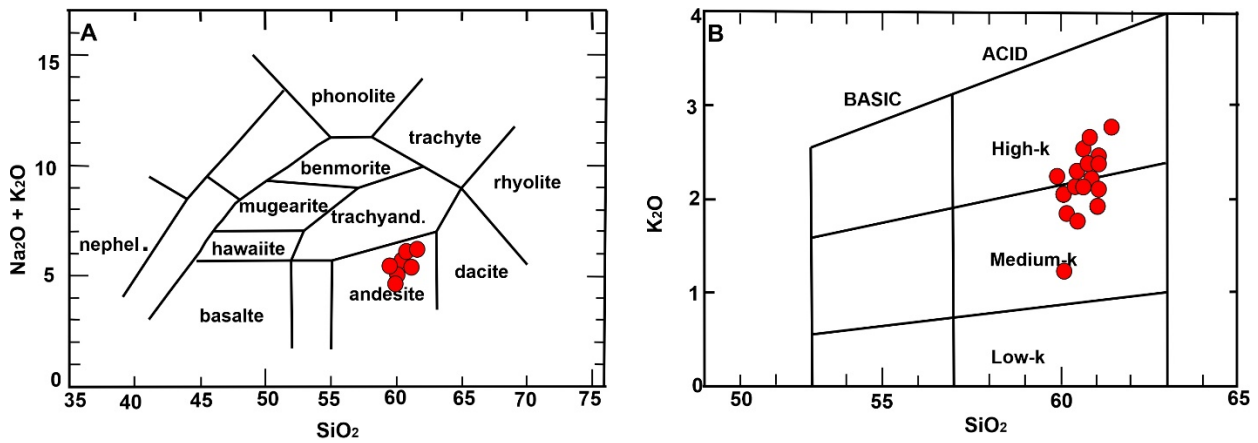 A
15
10
5
0
Na2O + K2O
phonolite
trachyte
benmorite
rhyolite
mugearite
trachyand.
nephel.
hawaiite
dacite
andesite
basalte
35 40 45 50 55 60 65 70 75
SiO2
B
4
3
2
1
0
K2O
ACID
BASIC
High-k
Medium-k
Low-k
50 55 60 65
SiO2